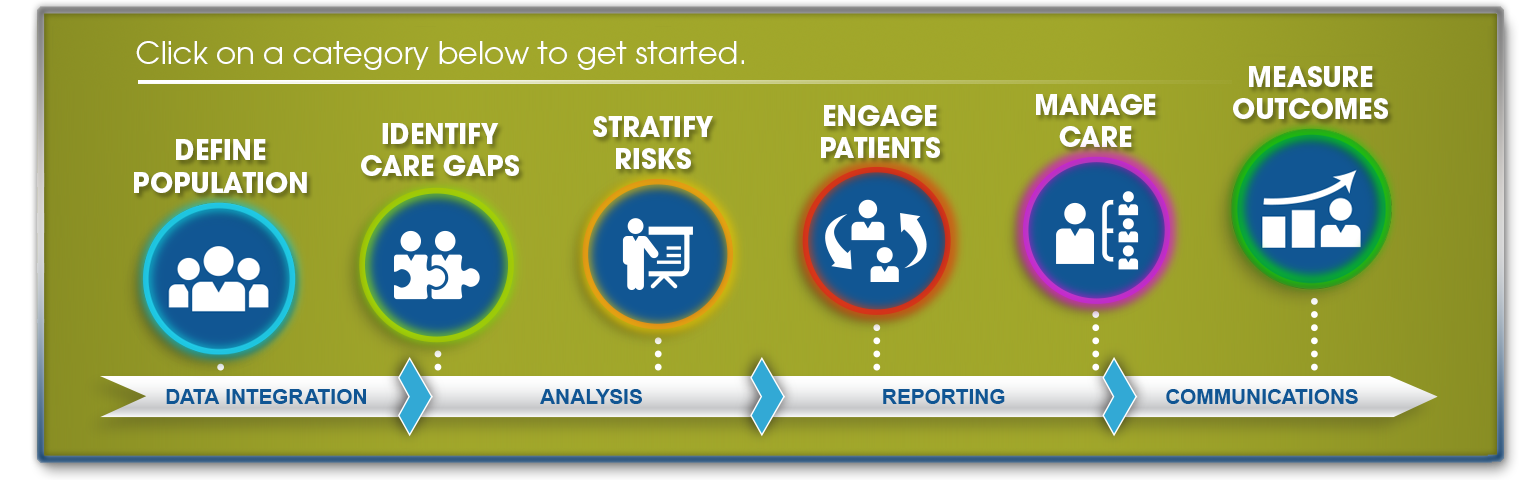 Click on a category below to get started.
DEFINE
POPULATION
IDENTIFY
CARE GAPS
STRATIFY
RISKS
ENGAGE
PATIENTS
MANAGE
CARE
MEASURE
OUTCOMES
DATA INTEGRATION
ANALYSIS
REPORTING
COMMUNICATIONS